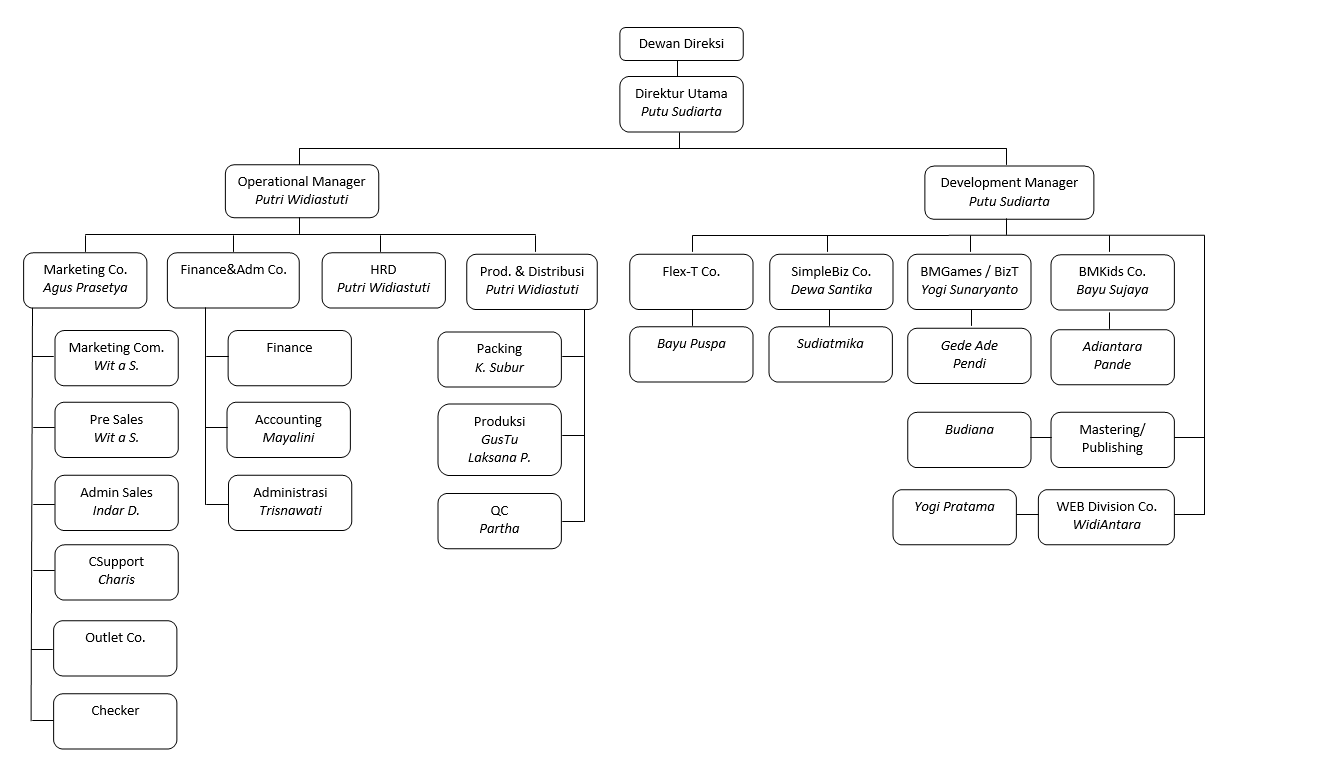 Dewan Direksi
Direktur Utama
Putu Sudiarta
Operational Manager
Putri Widiastuti
Development Manager
Putu Sudiarta
Marketing Co.
Agus Prasetya
Finance&Adm Co.
HRD
Putri Widiastuti
Prod. & Distribusi
Putri Widiastuti
Flex-T Co.
SimpleBiz Co.
Dewa Santika
BMGames / BizT
Yogi Sunaryanto
BMKids Co.
Bayu Sujaya
Marketing Com.
Wit a S.
Finance
Packing
K. Subur
Bayu Puspa
Sudiatmika
Gede Ade
Pendi
Adiantara
Pande
Pre Sales
Wit a S.
Accounting
Mayalini
Produksi
GusTu
Laksana P.
Budiana
Mastering/
Publishing
Admin Sales
Indar D.
Administrasi
Trisnawati
QC
Partha
Yogi Pratama
WEB Division Co.
WidiAntara
CSupport
Charis
Outlet Co.
Checker